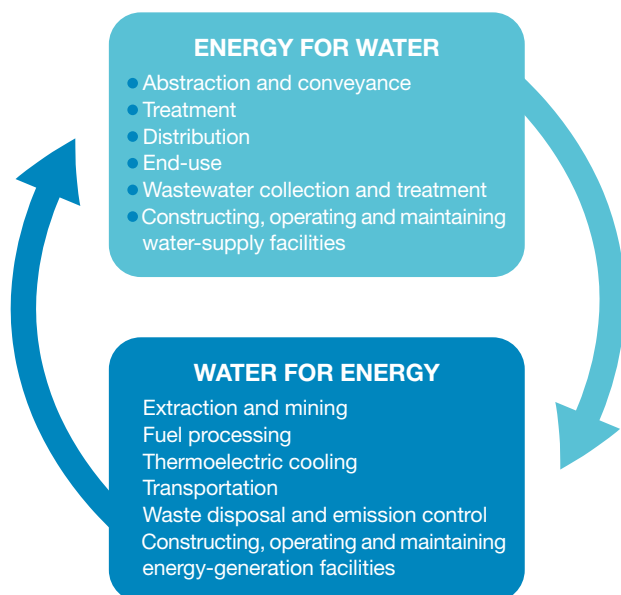 ENERGY FOR WATER
● Abstraction and conveyance
● Treatment
● Distribution
● End-use
● Wastewater collection and treatment
● Constructing, operating and maintaining
water-supply facilities
WATER FOR ENERGY
Extraction and mining
Fuel processing
Thermoelectric cooling
Transportation
Waste disposal and emission control
Constructing, operating and maintaining
energy-generation facilities